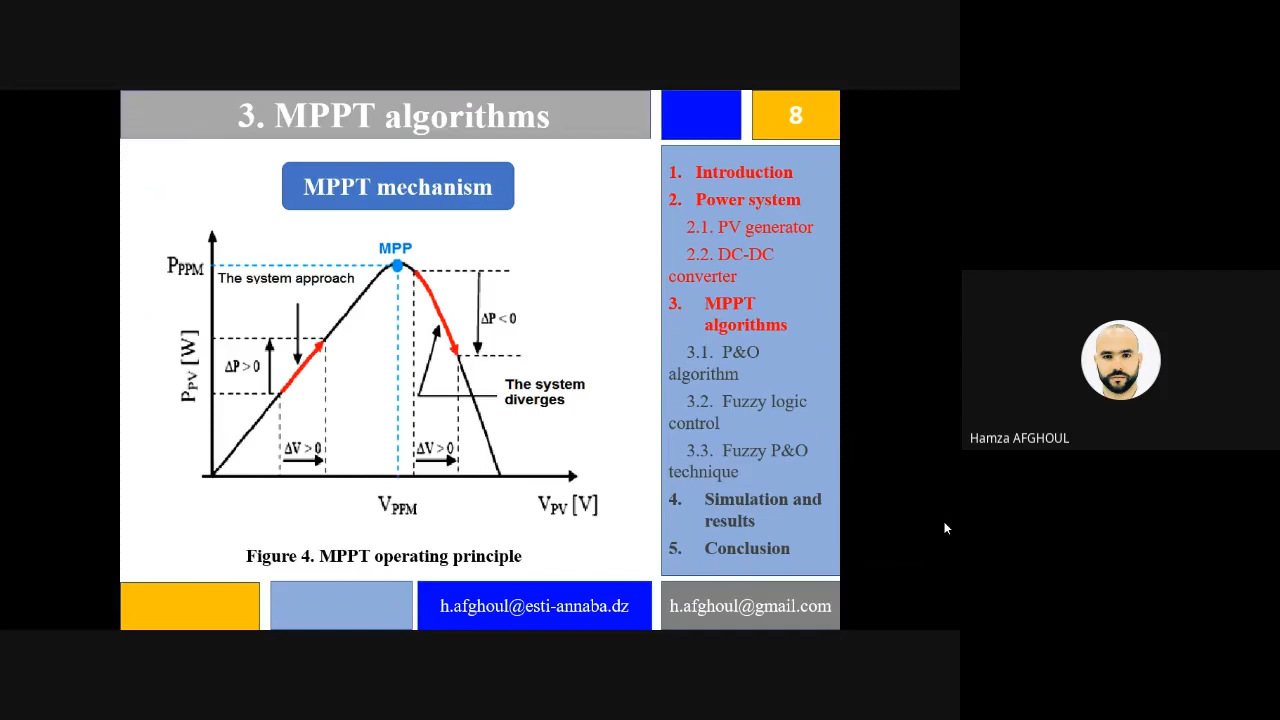 3. MPPT algorithms
8
MPPT mechanism
MPP
P_PPM
The system approach
ΔP < 0
P_PV [W]
ΔP > 0
The system
diverges
ΔV > 0
ΔV > 0
V_PPM
V_PV [V]
Figure 4. MPPT operating principle
1. Introduction
2. Power system
2.1. PV generator
2.2. DC-DC
converter
3. MPPT
algorithms
3.1. P&O
algorithm
3.2. Fuzzy logic
control
3.3. Fuzzy P&O
technique
4. Simulation and
results
5. Conclusion
h.afghoul@esti-annaba.dz
h.afghoul@gmail.com
Hamza AFGHOUL